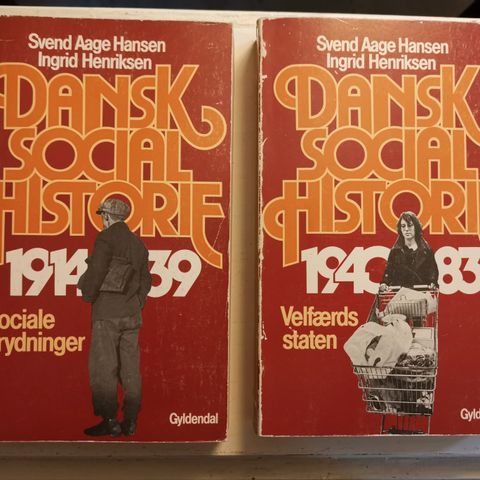 Svend Aage Hansen
Ingrid Henriksen
DANSK
SOCIAL
HISTORIE
1914 39
ociale
rydninger
Gyldendal
Svend Aage Hansen
Ingrid Henriksen
DANSK
SOCIAL
HISTORI
1940 83
Velfærds
staten
Gyld